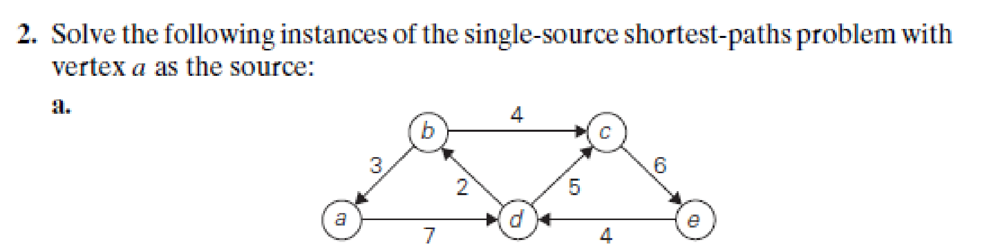 2. Solve the following instances of the single-source shortest-paths problem with
vertex a as the source:
a.
4
b
c
3
2
5
6
a
d
e
7
4